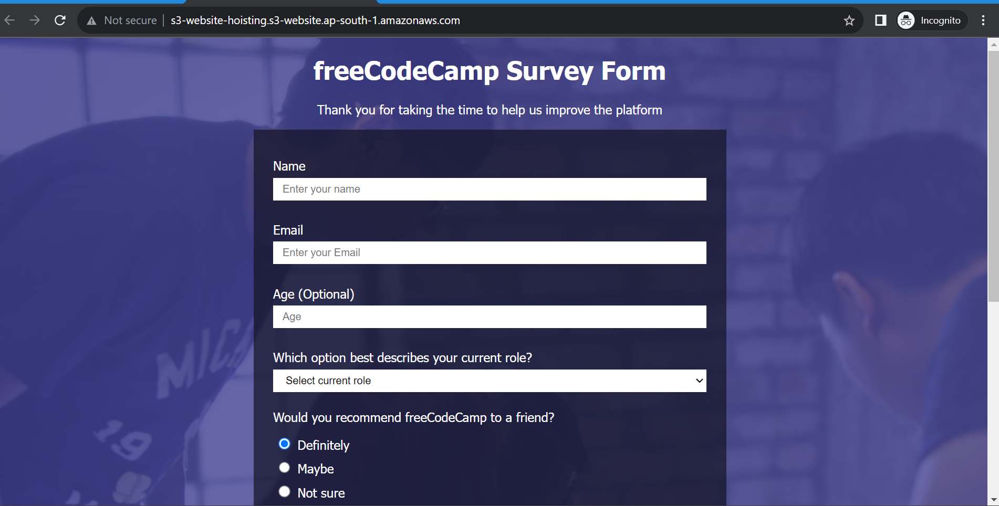 Not secure s3-website-hoisting.s3-website.ap-south-1.amazonaws.com Incognito
freeCodeCamp Survey Form
Thank you for taking the time to help us improve the platform
Name
Enter your name
Email
Enter your Email
Age (Optional)
Age
Which option best describes your current role?
Select current role
Would you recommend freeCodeCamp to a friend?
Definitely
Maybe
Not sure
MICH
19